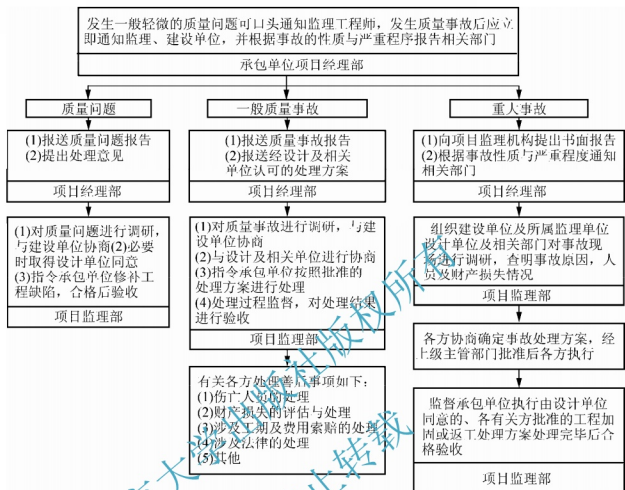 发生一般轻微的质量问题可口头通知监理工程师，发生质量事故后应立
即通知监理、建设单位，并根据事故的性质与严重程序报告相关部门
承包单位项目经理部
质量问题
(1)报送质量问题报告
(2)提出处理意见
项目经理部
(1)对质量问题进行调研，
与建设单位协商(2)必要
时取得设计单位同意
(3)指令承包单位修补工
程缺陷，合格后验收
项目监理部
一般质量事故
(1)报送质量事故报告
(2)报送经设计及相关
单位认可的处理方案
项目经理部
(1)对质量事故进行调研，与建
设单位协商
(2)与设计及相关单位进行协商
(3)指令承包单位按照批准的
处理方案进行处理
(4)处理过程监督，对处理结果
进行验收
项目监理部
有关各方处理善后事项如下：
(1)伤亡人员的处理
(2)财产损失的评估与处理
(3)涉及工期及费用索赔的处理
(4)涉及法律的处理
(5)其他
重大事故
(1)向项目监理机构提出书面报告
(2)根据事故性质与严重程度通知
相关部门
项目经理部
组织建设单位及所属监理单位
设计单位及相关部门对事故现
场进行调研，查明事故原因，人
员及财产损失情况
项目监理部
各方协商确定事故处理方案，经
上级主管部门批准后各方执行
监督承包单位执行由设计单位
同意的、各有关方批准的工程加
固或返工处理方案处理完毕后合
格验收
项目监理部
大学出版社版权所有
止转载